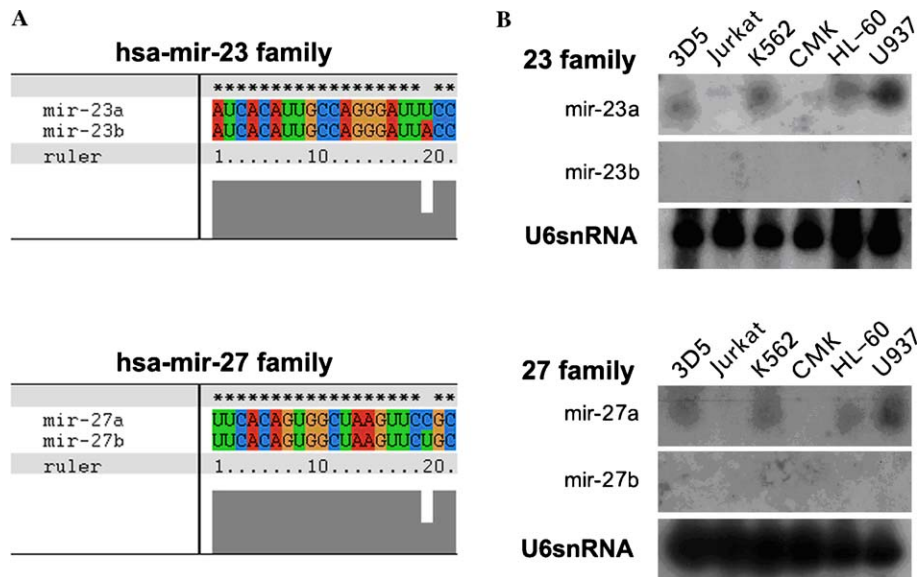 A
hsa-mir-23 family
****************** **
mir-23a AUCACAUUGCCAGGGAUUUCC
mir-23b AUCACAUUGCCAGGGAUUACC
ruler 1.......10........20.
hsa-mir-27 family
****************** **
mir-27a UUCACAGUGGCUAAGUUCCGC
mir-27b UUCACAGUGGCUAAGUUCUGC
ruler 1.......10........20.
B
23 family 3D5 Jurkat K562 CMK HL-60 U937
mir-23a
mir-23b
U6snRNA
27 family 3D5 Jurkat K562 CMK HL-60 U937
mir-27a
mir-27b
U6snRNA